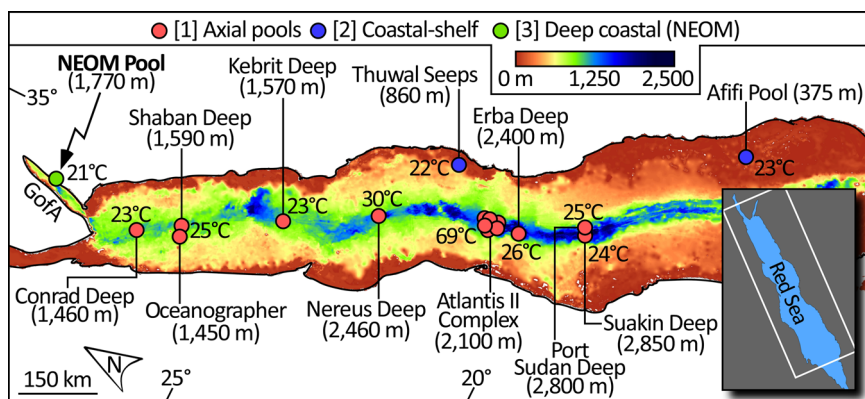 [1] Axial pools
[2] Coastal-shelf
[3] Deep coastal (NEOM)
0 m
1,250
2,500
NEOM Pool
(1,770 m)
35°
Shaban Deep
(1,590 m)
Kebrit Deep
(1,570 m)
Thuwal Seeps
(860 m)
Erba Deep
(2,400 m)
Afifi Pool (375 m)
21°C
GofA
23°C
25°C
23°C
30°C
22°C
69°C
26°C
25°C
24°C
23°C
Conrad Deep
(1,460 m)
Oceanographer
(1,450 m)
Nereus Deep
(2,460 m)
Atlantis II
Complex
(2,100 m)
Port
Sudan Deep
(2,800 m)
Suakin Deep
(2,850 m)
Red Sea
N
150 km
25°
20°